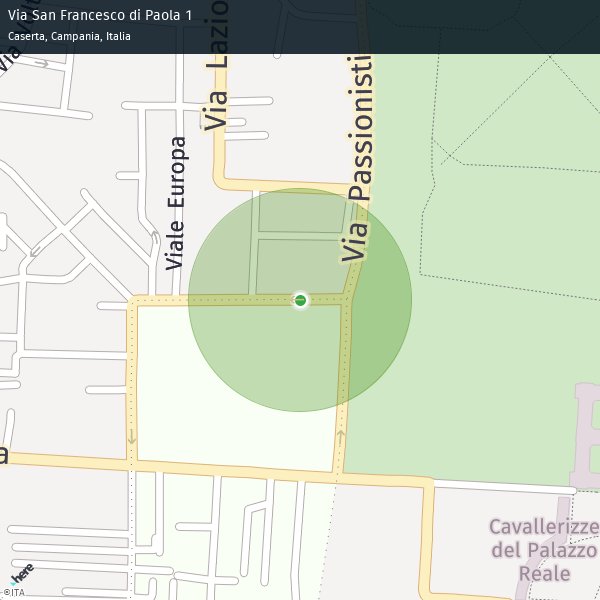 Via San Francesco di Paola 1
Caserta, Campania, Italia
Via Lazio
Via Passionisti
Viale Europa
a
Cavallerizze
del Palazzo
Reale
here
©ITA